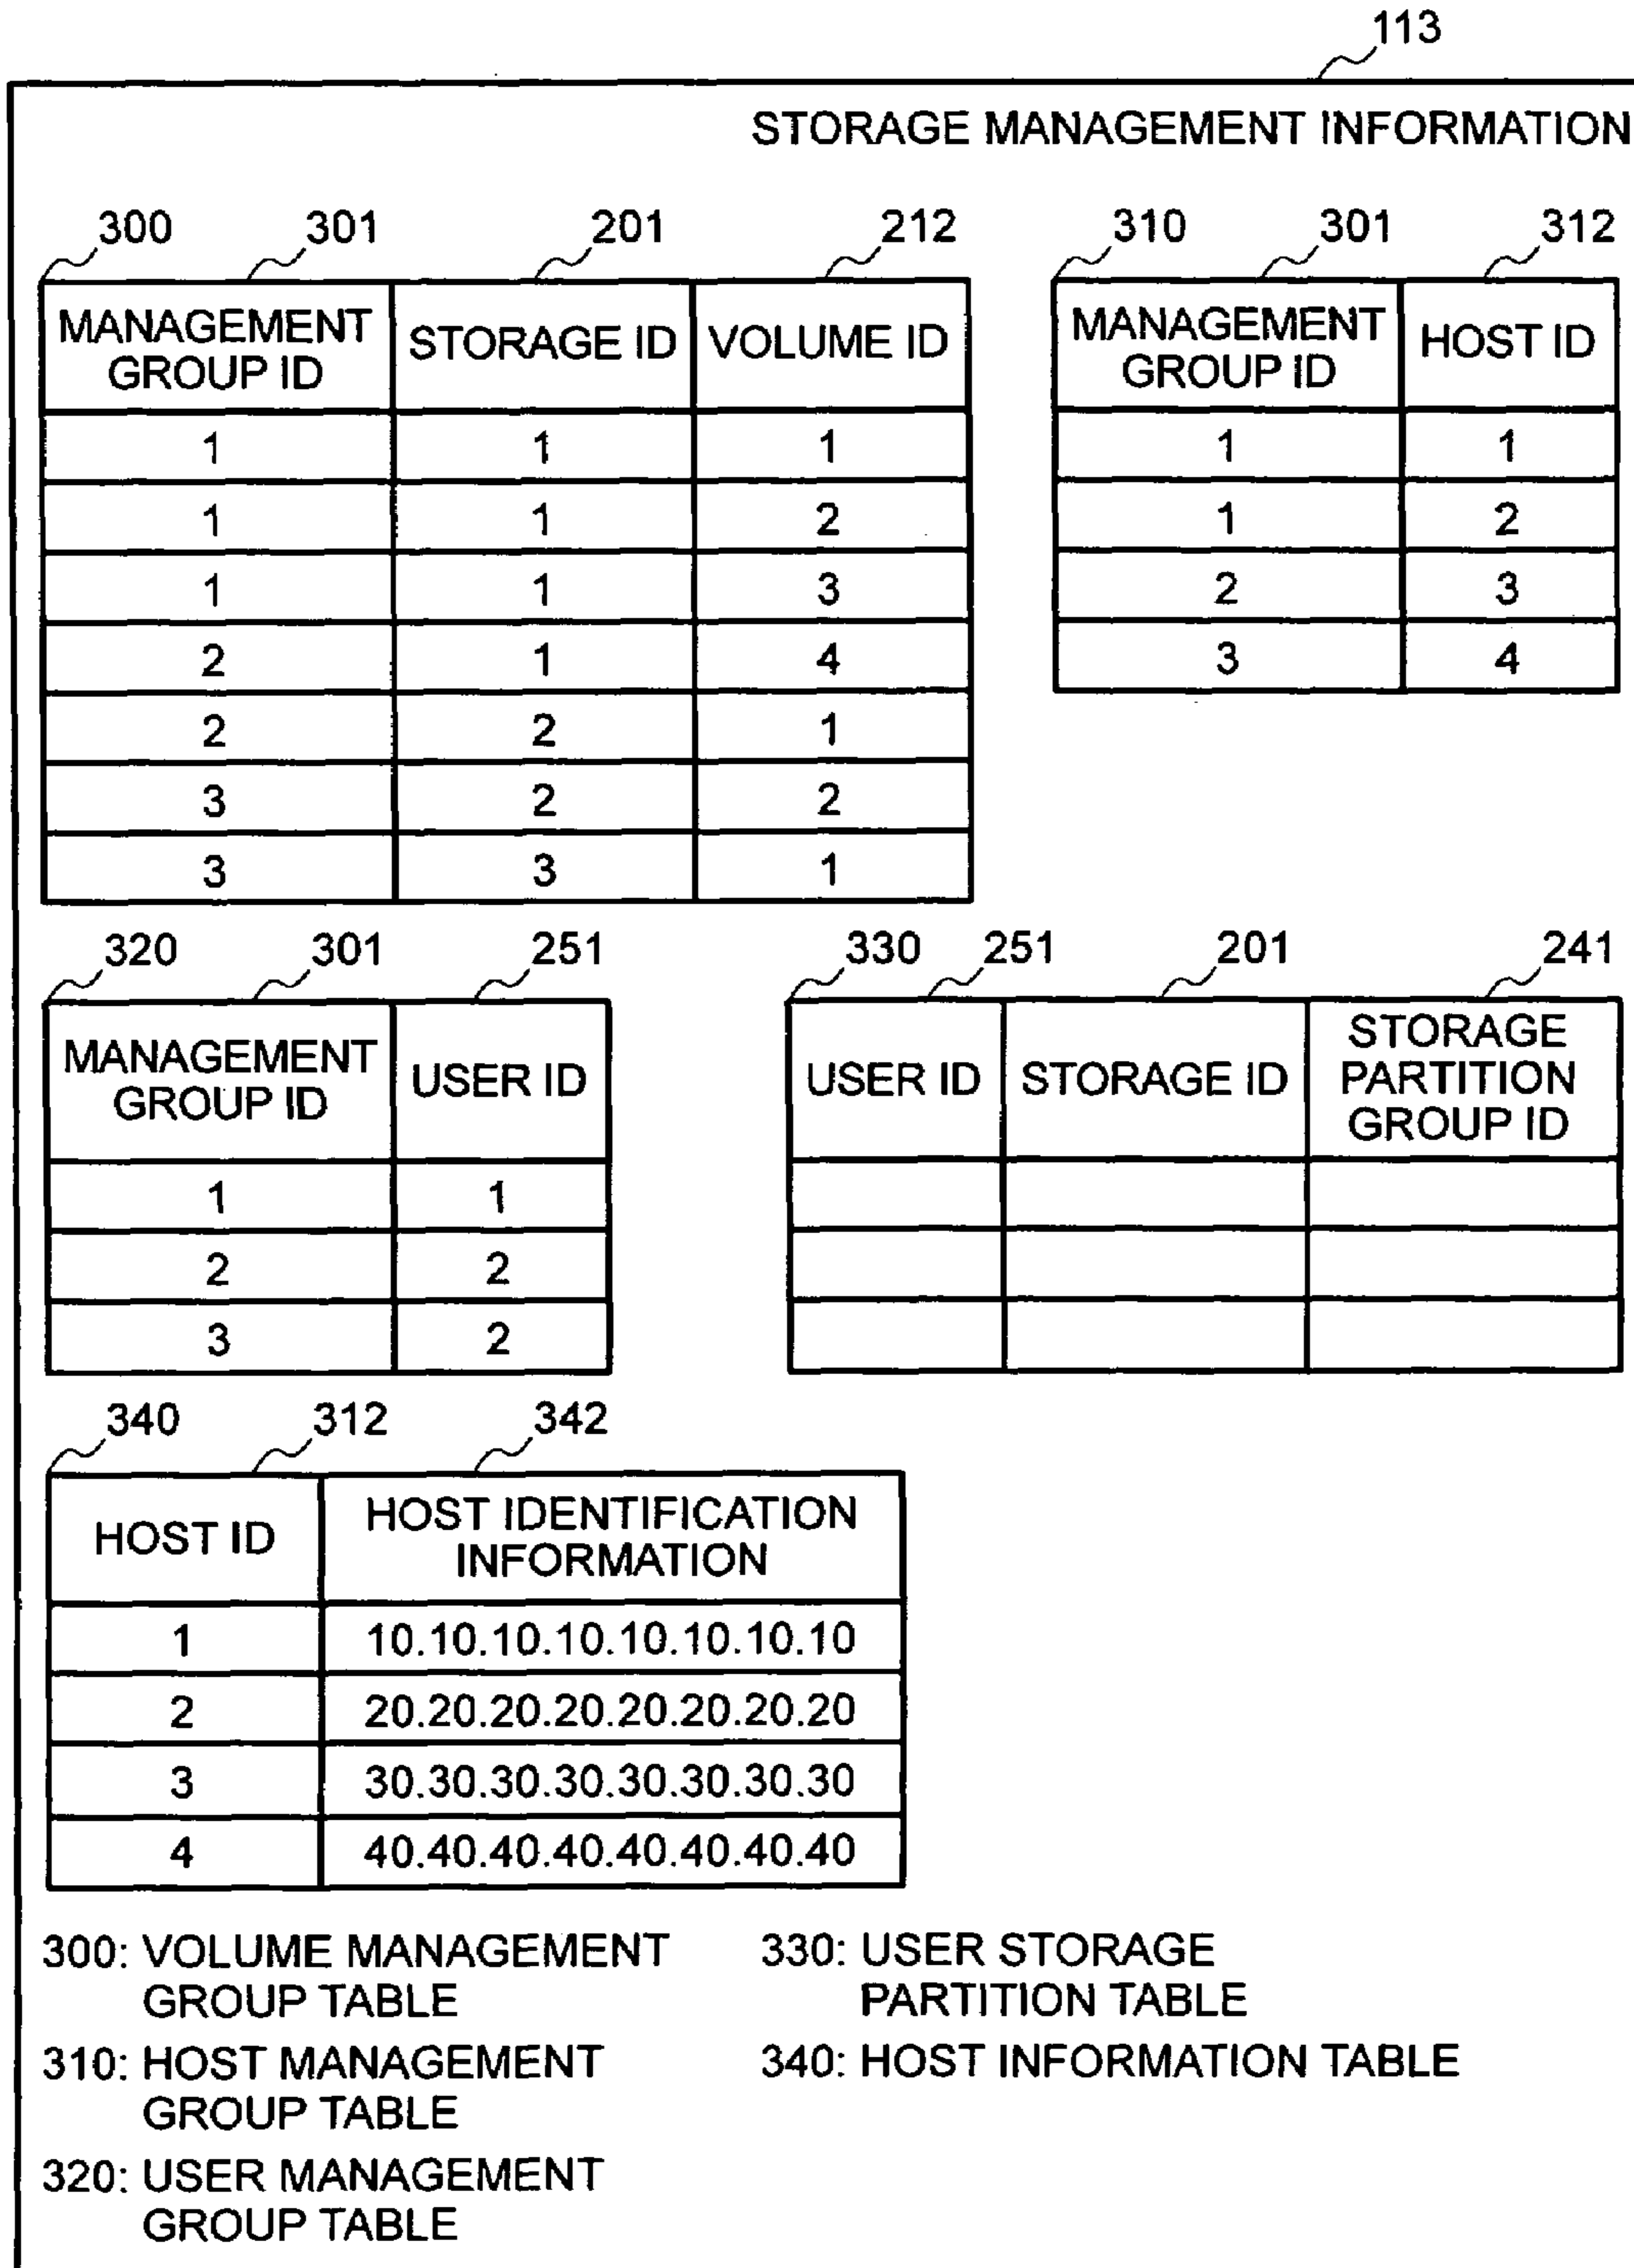 113
STORAGE MANAGEMENT INFORMATION
300 301 201 212
MANAGEMENT GROUP ID STORAGE ID VOLUME ID
1 1 1
1 1 2
1 1 3
2 1 4
2 2 1
3 2 2
3 3 1
310 301 312
MANAGEMENT GROUP ID HOST ID
1 1
1 2
2 3
3 4
320 301 251
MANAGEMENT GROUP ID USER ID
1 1
2 2
3 2
330 251 201 241
USER ID STORAGE ID STORAGE PARTITION GROUP ID
340 312 342
HOST ID HOST IDENTIFICATION INFORMATION
1 10.10.10.10.10.10.10.10
2 20.20.20.20.20.20.20.20
3 30.30.30.30.30.30.30.30
4 40.40.40.40.40.40.40.40
300: VOLUME MANAGEMENT
GROUP TABLE
310: HOST MANAGEMENT
GROUP TABLE
320: USER MANAGEMENT
GROUP TABLE
330: USER STORAGE
PARTITION TABLE
340: HOST INFORMATION TABLE